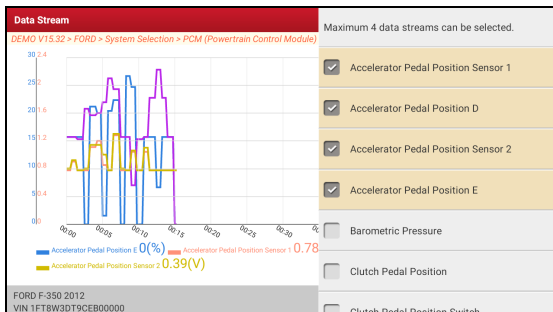 Data Stream
DEMO V15.32 > FORD > System Selection > PCM (Powertrain Control Module)
30 2.4
25 2
20 1.6
15 1.2
10 0.8
5 0.4
0 0
00:00 00:05 00:10 00:15 00:20 00:25 00:30
Accelerator Pedal Position E 0(%) Accelerator Pedal Position Sensor 1 0.78
Accelerator Pedal Position Sensor 2 0.39(V)
FORD F-350 2012
VIN 1FT8W3DT9CEB00000
Maximum 4 data streams can be selected.
Accelerator Pedal Position Sensor 1
Accelerator Pedal Position D
Accelerator Pedal Position Sensor 2
Accelerator Pedal Position E
Barometric Pressure
Clutch Pedal Position
Clutch Pedal Position Switch